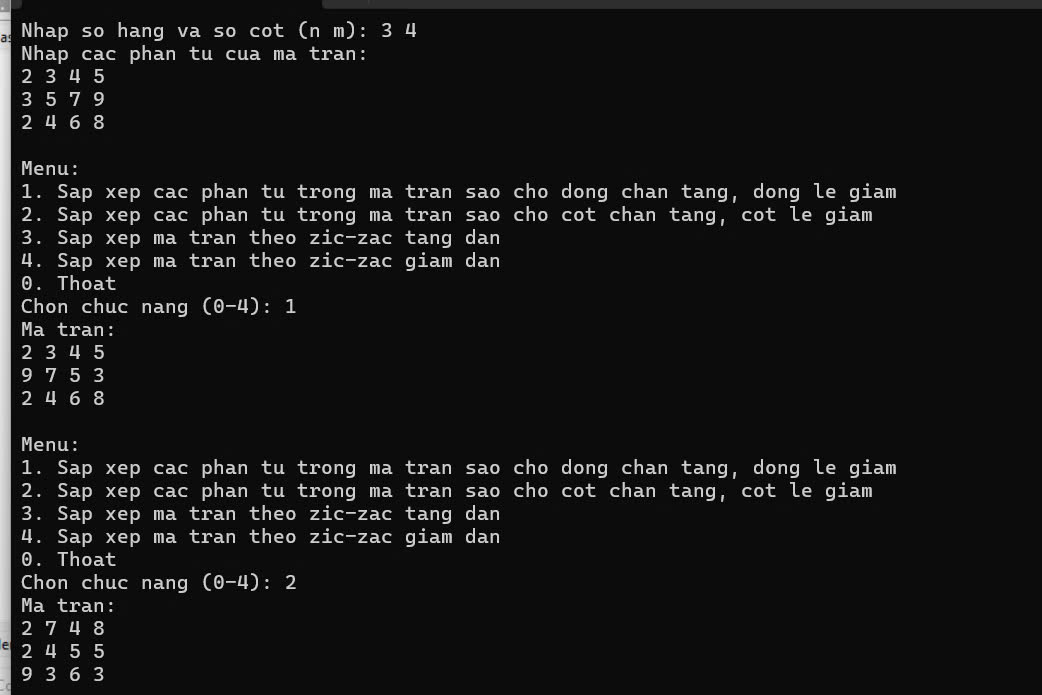 Nhap so hang va so cot (n m): 3 4
Nhap cac phan tu cua ma tran:
2 3 4 5
3 5 7 9
2 4 6 8
Menu:
1. Sap xep cac phan tu trong ma tran sao cho dong chan tang, dong le giam
2. Sap xep cac phan tu trong ma tran sao cho cot chan tang, cot le giam
3. Sap xep ma tran theo zic-zac tang dan
4. Sap xep ma tran theo zic-zac giam dan
0. Thoat
Chon chuc nang (0-4): 1
Ma tran:
2 3 4 5
9 7 5 3
2 4 6 8
Menu:
1. Sap xep cac phan tu trong ma tran sao cho dong chan tang, dong le giam
2. Sap xep cac phan tu trong ma tran sao cho cot chan tang, cot le giam
3. Sap xep ma tran theo zic-zac tang dan
4. Sap xep ma tran theo zic-zac giam dan
0. Thoat
Chon chuc nang (0-4): 2
Ma tran:
2 7 4 8
2 4 5 5
9 3 6 3